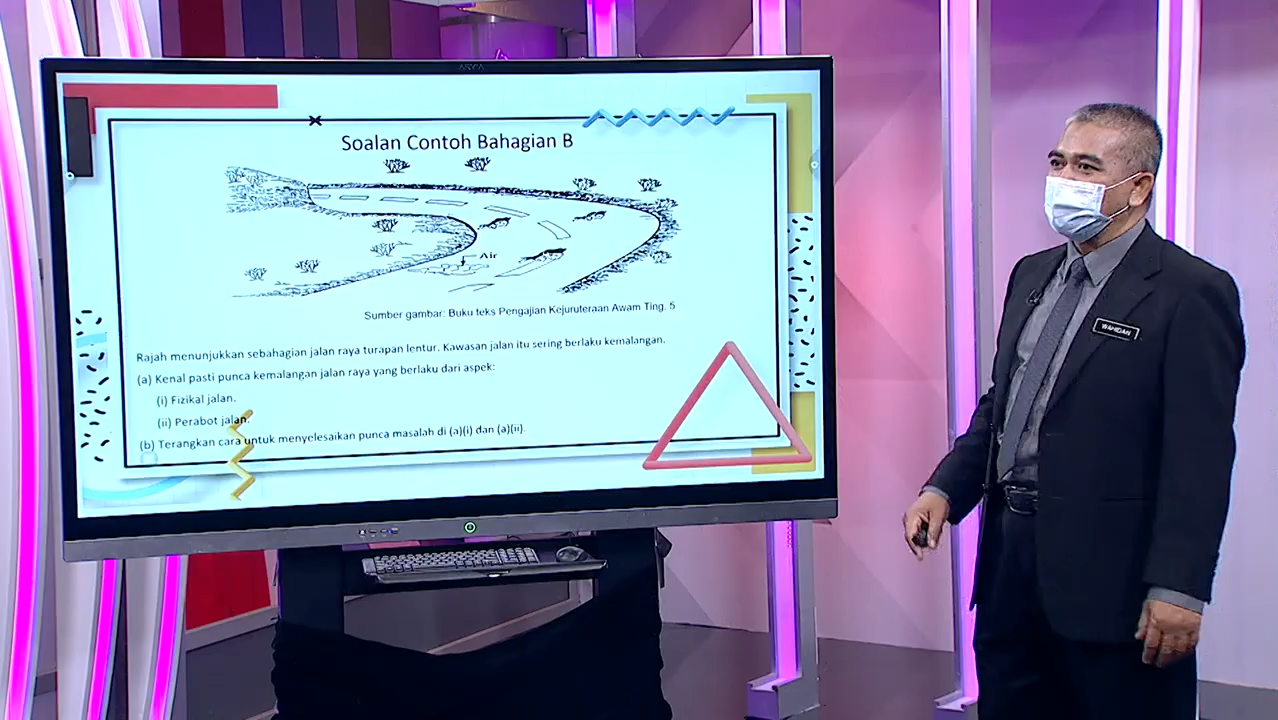 Soalan Contoh Bahagian B
Air
Sumber gambar: Buku teks Pengajian Kejuruteraan Awam Ting. 5
Rajah menunjukkan sebahagian jalan raya turapan lentur. Kawasan jalan itu sering berlaku kemalangan.
(a) Kenal pasti punca kemalangan jalan raya yang berlaku dari aspek:
(i) Fizikal jalan.
(ii) Perabot jalan.
(b) Terangkan cara untuk menyelesaikan punca masalah di (a)(i) dan (a)(ii).
WAHIDAN